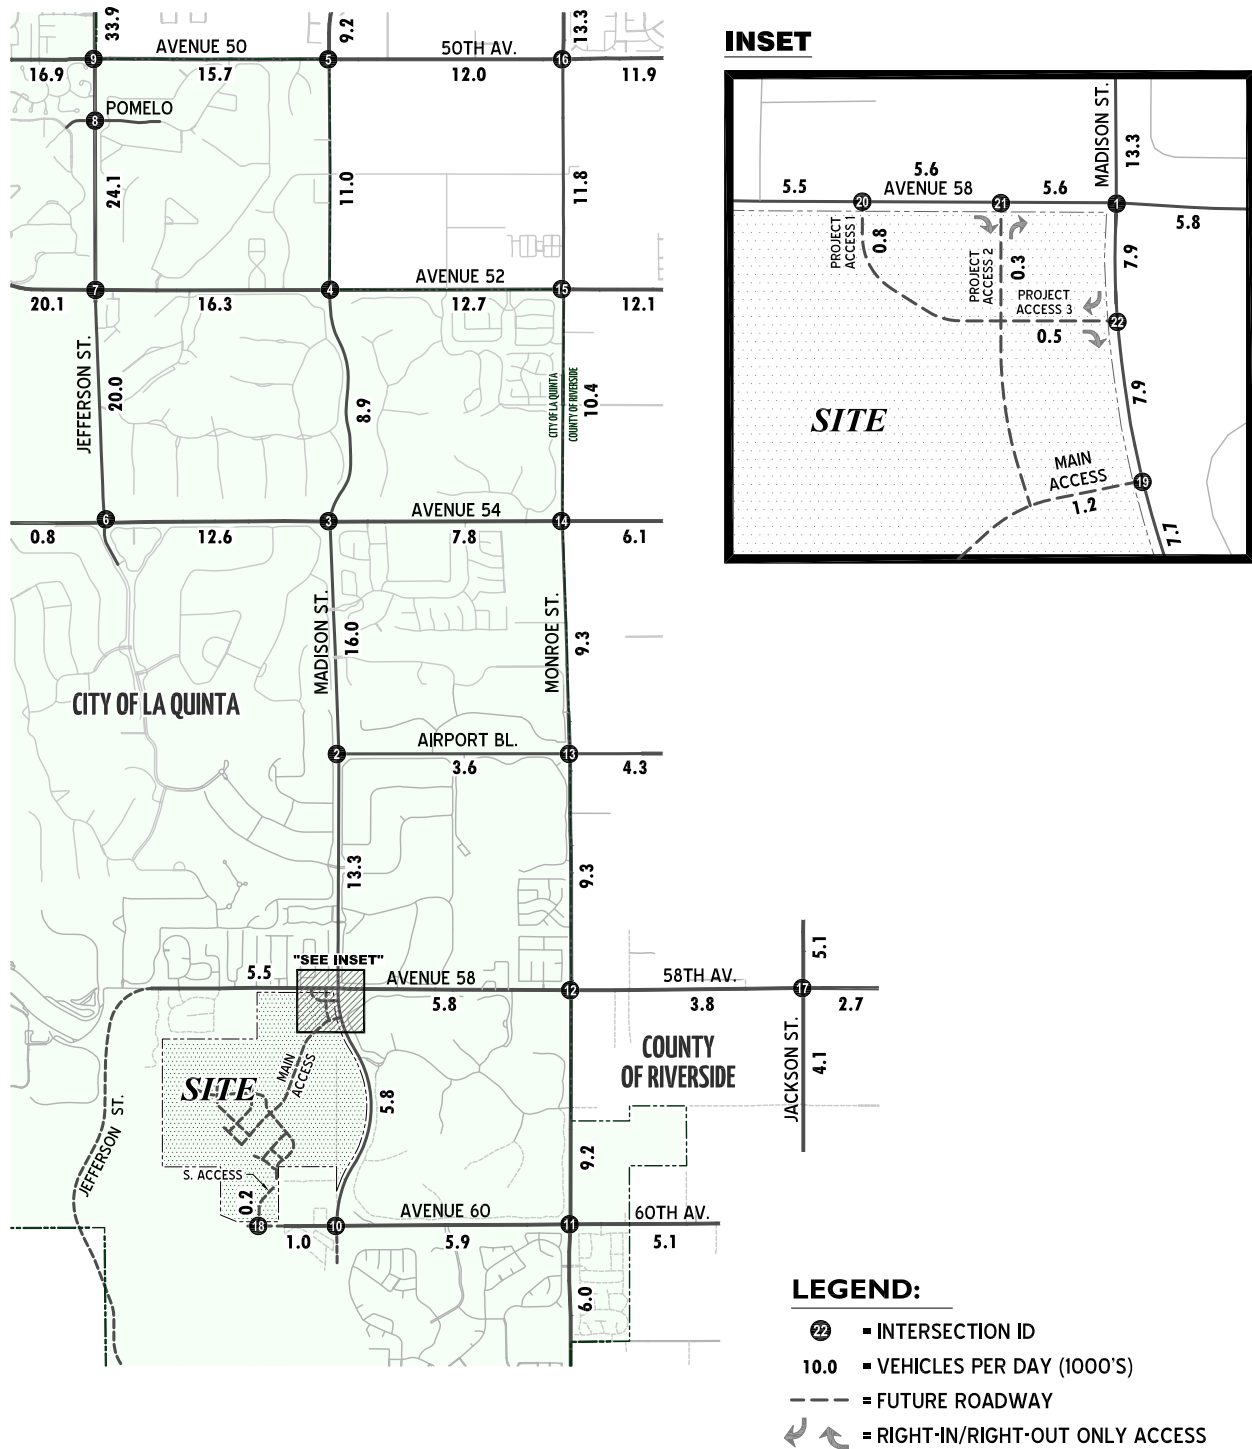 33.9
9.2
13.3
AVENUE 50
50TH AV.
9
5
16
16.9
15.7
12.0
11.9
8
POMELO
24.1
11.0
11.8
AVENUE 52
7
4
15
20.1
16.3
12.7
12.1
JEFFERSON ST.
20.0
8.9
CITY OF LA QUINTA
COUNTY OF RIVERSIDE
10.4
AVENUE 54
6
3
14
0.8
12.6
7.8
6.1
MADISON ST.
16.0
MONROE ST.
9.3
CITY OF LA QUINTA
AIRPORT BL.
2
13
3.6
4.3
13.3
9.3
"SEE INSET"
5.5
AVENUE 58
58TH AV.
5.1
12
17
5.8
3.8
2.7
COUNTY
OF RIVERSIDE
JACKSON ST.
4.1
MAIN
ACCESS
SITE
5.8
JEFFERSON ST.
9.2
S. ACCESS
0.2
AVENUE 60
60TH AV.
18
10
11
1.0
5.9
5.1
6.0
INSET
MADISON ST.
13.3
5.6
5.5
AVENUE 58
5.6
20
21
1
5.8
PROJECT
ACCESS 1
0.8
PROJECT
ACCESS 2
0.3
7.9
PROJECT
ACCESS 3
22
0.5
7.9
SITE
MAIN
ACCESS
19
1.2
7.7
LEGEND:
22 = INTERSECTION ID
10.0 = VEHICLES PER DAY (1000'S)
= FUTURE ROADWAY
= RIGHT-IN/RIGHT-OUT ONLY ACCESS